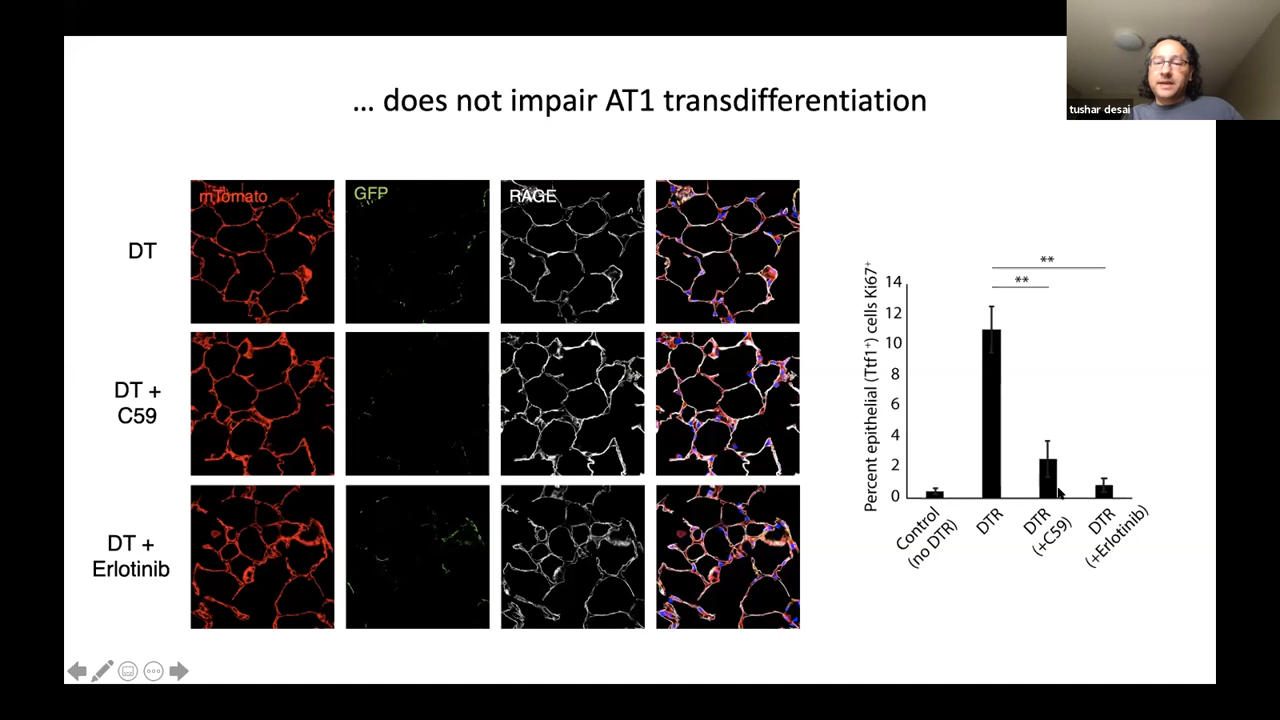 ... does not impair AT1 transdifferentiation
tushar desai
mTomato
GFP
RAGE
DT
DT +
C59
DT +
Erlotinib
Percent epithelial (Ttf1+) cells Ki67+
14
12
10
8
6
4
2
0
**
**
Control
(no DTR)
DTR
DTR
(+C59)
DTR
(+Erlotinib)